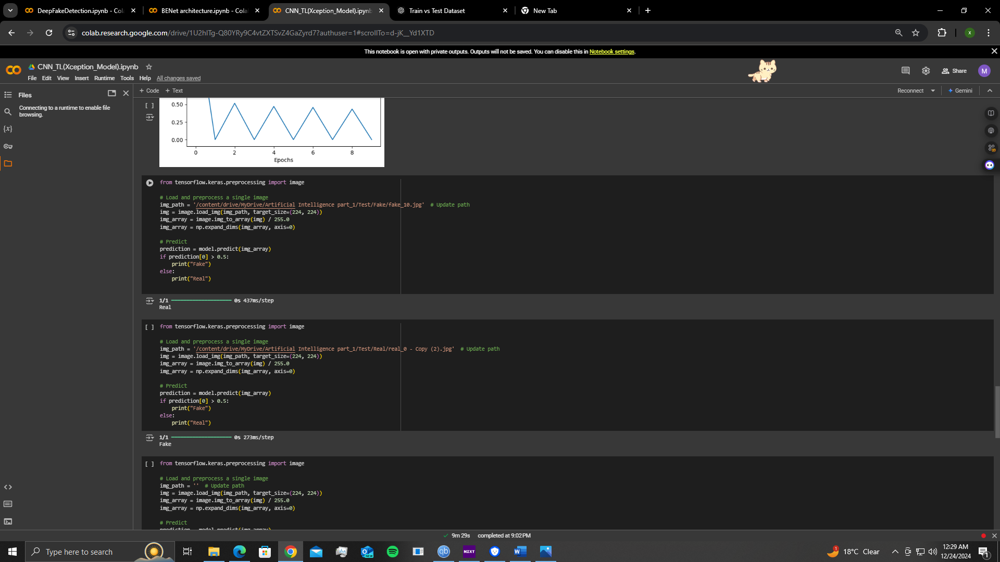 DeepFakeDetection.ipynb - Col
BENet architecture.ipynb - Cola
CNN_TL(Xception_Model).ipynb
Train vs Test Dataset
New Tab
colab.research.google.com/drive/1U2hITg-Q80YRy9C4vtZXTSvZ4GaZyrd7?authuser=1#scrollTo=d-jK__Yd1XTD
X
This notebook is open with private outputs. Outputs will not be saved. You can disable this in Notebook settings.
CNN_TL(Xception_Model).ipynb
File Edit View Insert Runtime Tools Help All changes saved
Share
M
Files
+ Code + Text
Reconnect
Gemini
Connecting to a runtime to enable file
browsing.
{x}
[ ]
0.50
0.25
0.00
0 2 4 6 8
Epochs
from tensorflow.keras.preprocessing import image
# Load and preprocess a single image
img_path = '/content/drive/MyDrive/Artificial Intelligence part_1/Test/Fake/fake_10.jpg' # Update path
img = image.load_img(img_path, target_size=(224, 224))
img_array = image.img_to_array(img) / 255.0
img_array = np.expand_dims(img_array, axis=0)
# Predict
prediction = model.predict(img_array)
if prediction[0] > 0.5:
print("Fake")
else:
print("Real")
1/1 0s 437ms/step
Real
[ ] from tensorflow.keras.preprocessing import image
# Load and preprocess a single image
img_path = '/content/drive/MyDrive/Artificial Intelligence part_1/Test/Real/real_0 - Copy (2).jpg' # Update path
img = image.load_img(img_path, target_size=(224, 224))
img_array = image.img_to_array(img) / 255.0
img_array = np.expand_dims(img_array, axis=0)
# Predict
prediction = model.predict(img_array)
if prediction[0] > 0.5:
print("Fake")
else:
print("Real")
1/1 0s 273ms/step
Fake
[ ] from tensorflow.keras.preprocessing import image
# Load and preprocess a single image
img_path = '' # Update path
img = image.load_img(img_path, target_size=(224, 224))
img_array = image.img_to_array(img) / 255.0
img_array = np.expand_dims(img_array, axis=0)
# Predict
prediction = model.predict(img_array)
9m 29s completed at 9:02 PM
Type here to search
NEW
qb
NZXT
W
1
18°C Clear
12:29 AM
12/24/2024
1